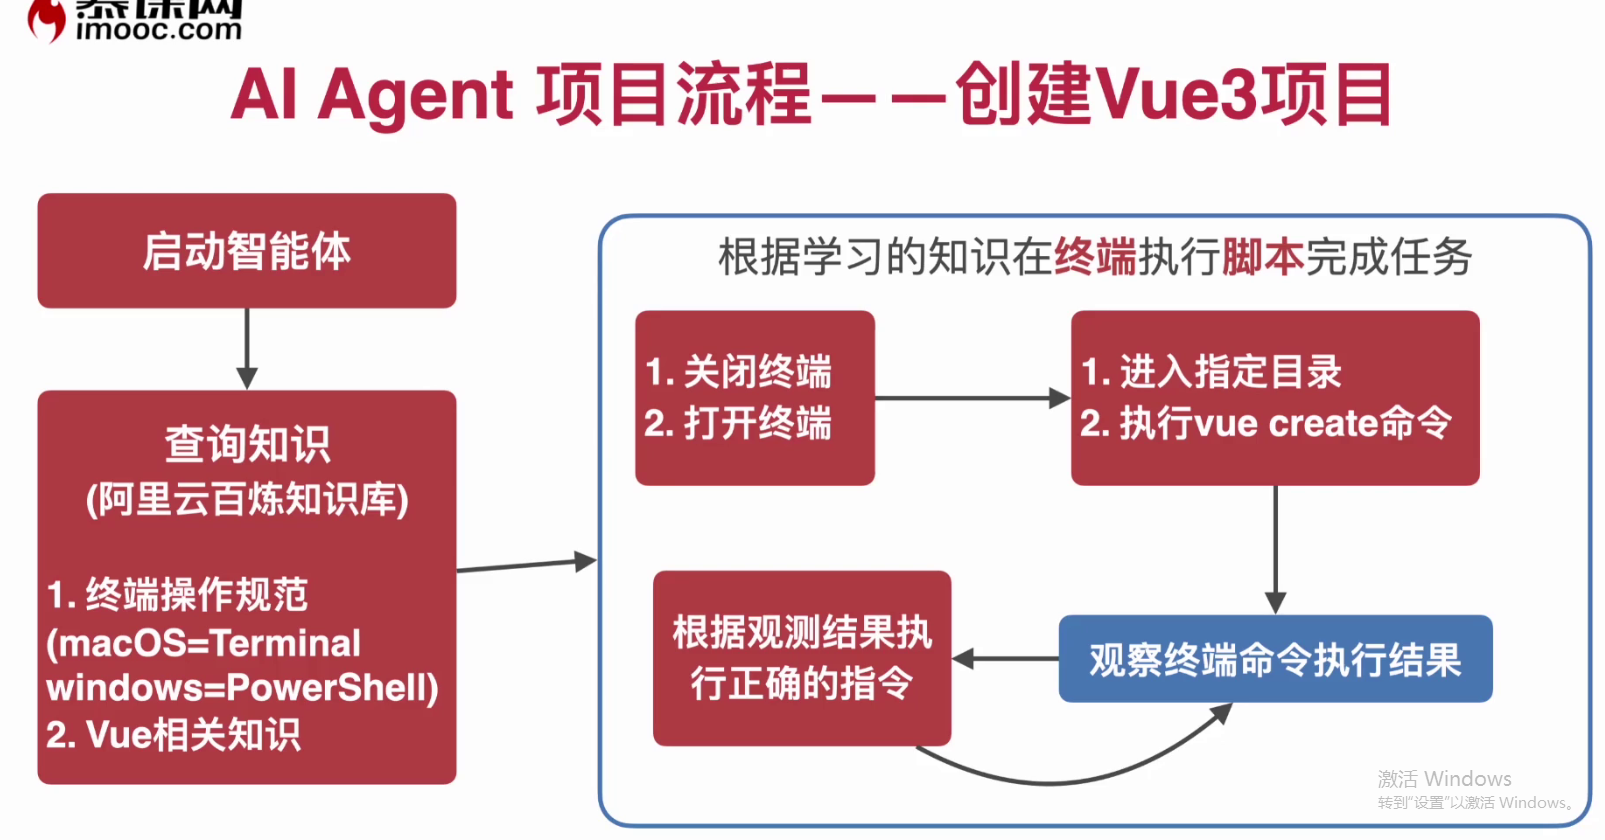 慕课网
imooc.com
AI Agent 项目流程——创建Vue3项目
启动智能体
查询知识
(阿里云百炼知识库)
1. 终端操作规范
(macOS=Terminal
windows=PowerShell)
2. Vue相关知识
根据学习的知识在终端执行脚本完成任务
1. 关闭终端
2. 打开终端
1. 进入指定目录
2. 执行vue create命令
观察终端命令执行结果
根据观测结果执
行正确的指令
激活 Windows
转到“设置”以激活 Windows。